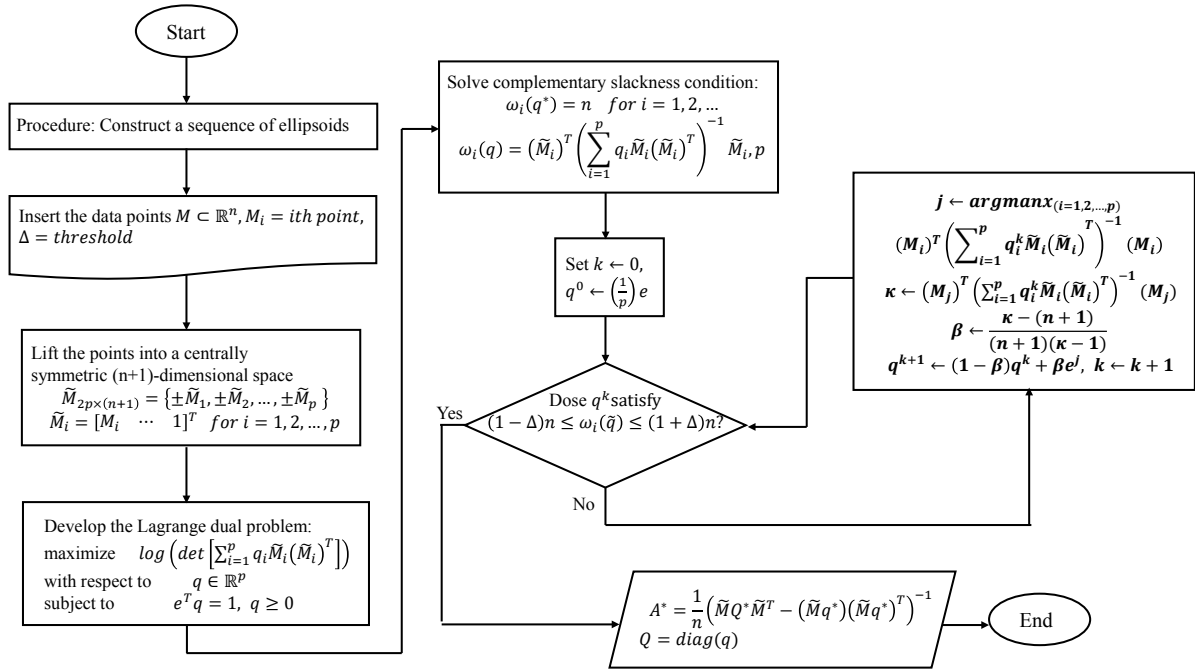 Start
Procedure: Construct a sequence of ellipsoids
Insert the data points M ⊂ ℝⁿ, Mᵢ = ith point,
Δ = threshold
Lift the points into a centrally
symmetric (n+1)-dimensional space
M̃₂ₚₓ₍ₙ₊₁₎ = {±M̃₁, ±M̃₂, …, ±M̃ₚ }
M̃ᵢ = [Mᵢ ⋯ 1]ᵀ for i = 1,2, …, p
Develop the Lagrange dual problem:
maximize log (det [∑ᵢ₌₁ᵖ qᵢM̃ᵢ(M̃ᵢ)ᵀ])
with respect to q ∈ ℝᵖ
subject to eᵀq = 1, q ≥ 0
Solve complementary slackness condition:
ωᵢ(q*) = n for i = 1,2, …
ωᵢ(q) = (M̃ᵢ)ᵀ (∑ᵢ₌₁ᵖ qᵢM̃ᵢ(M̃ᵢ)ᵀ)⁻¹ M̃ᵢ, p
Set k ← 0,
q⁰ ← (1/p) e
Dose qᵏsatisfy
(1 − Δ)n ≤ ωᵢ(q̃) ≤ (1 + Δ)n?
Yes
No
j ← argmanx₍ᵢ₌₁,₂,…,ₚ₎
(Mᵢ)ᵀ (∑ᵢ₌₁ᵖ qᵢᵏM̃ᵢ(M̃ᵢ)ᵀ)⁻¹ (Mᵢ)
κ ← (Mⱼ)ᵀ (∑ᵢ₌₁ᵖ qᵢᵏM̃ᵢ(M̃ᵢ)ᵀ)⁻¹ (Mⱼ)
β ← (κ − (n + 1))/((n + 1)(κ − 1))
qᵏ⁺¹ ← (1 − β)qᵏ + βeʲ, k ← k + 1
A* = 1/n (M̃Q*M̃ᵀ − (M̃q*)(M̃q*)ᵀ)⁻¹
Q = diag(q)
End